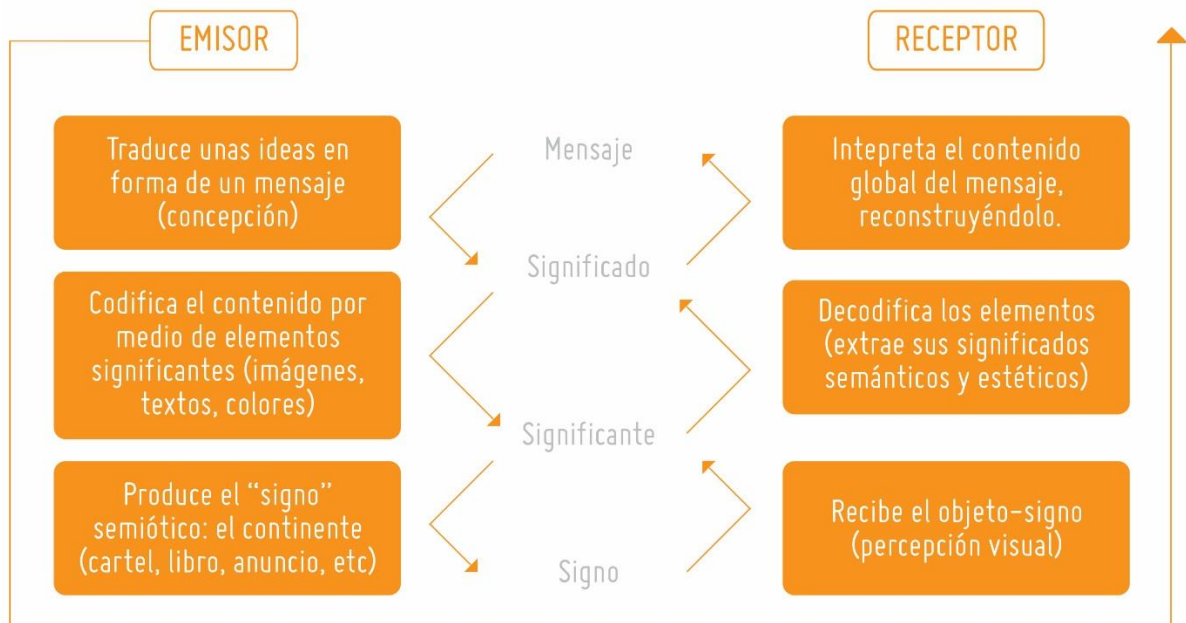 EMISOR
Traduce unas ideas en
forma de un mensaje
(concepción)
Codifica el contenido por
medio de elementos
significantes (imágenes,
textos, colores)
Produce el “signo”
semiótico: el continente
(cartel, libro, anuncio, etc)
Mensaje
Significado
Significante
Signo
RECEPTOR
Intepreta el contenido
global del mensaje,
reconstruyéndolo.
Decodifica los elementos
(extrae sus significados
semánticos y estéticos)
Recibe el objeto-signo
(percepción visual)